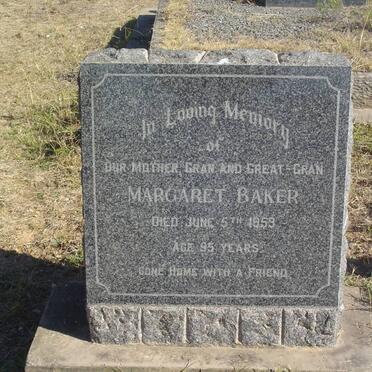 In Loving Memory
of
OUR MOTHER, GRAN AND GREAT-GRAN
MARGARET BAKER
DIED JUNE 5TH 1959
AGE 95 YEARS.
GONE HOME WITH A FRIEND